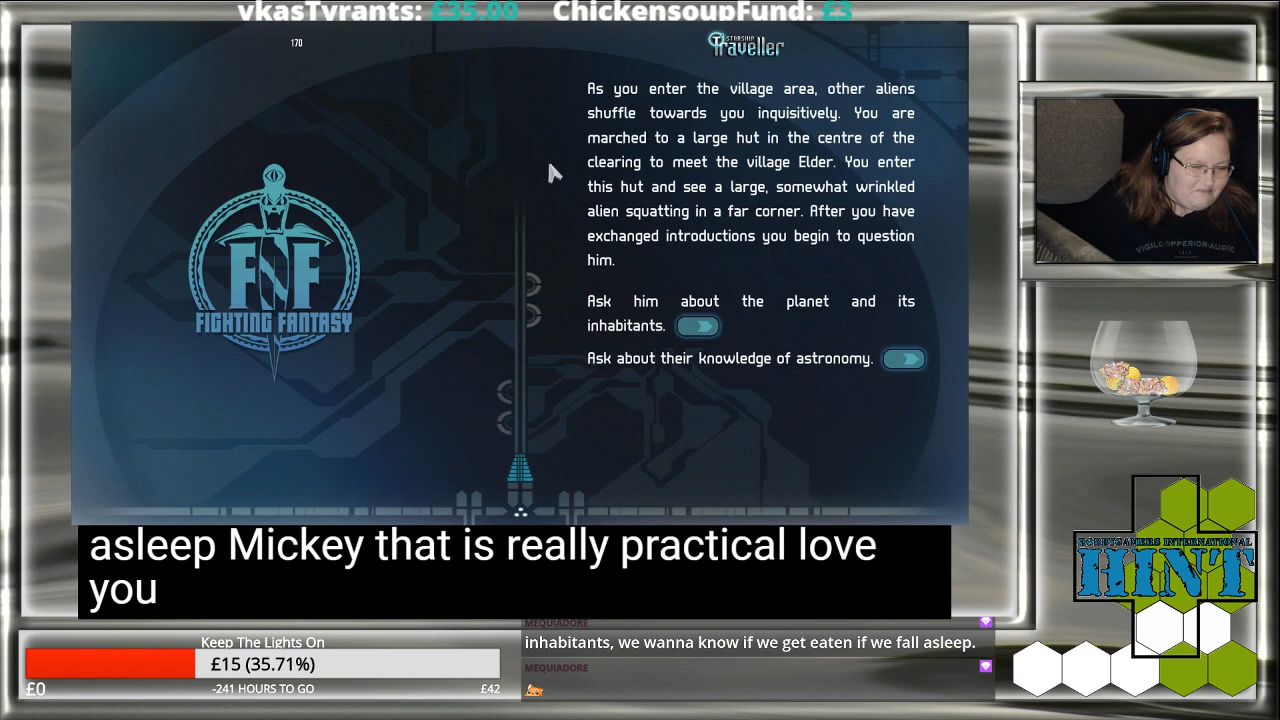 vkasTyrants: £35.00 ChickensoupFund: £3
170
STARSHIP
Traveller
As you enter the village area, other aliens
shuffle towards you inquisitively. You are
marched to a large hut in the centre of the
clearing to meet the village Elder. You enter
this hut and see a large, somewhat wrinkled
alien squatting in a far corner. After you have
exchanged introductions you begin to question
him.
Ask him about the planet and its
inhabitants.
Ask about their knowledge of astronomy.
FF
FIGHTING FANTASY
asleep Mickey that is really practical love
you
HINT
Keep The Lights On
£15 (35.71%)
£0
-241 HOURS TO GO
£42
MEQUIADORE
inhabitants, we wanna know if we get eaten if we fall asleep.
MEQUIADORE